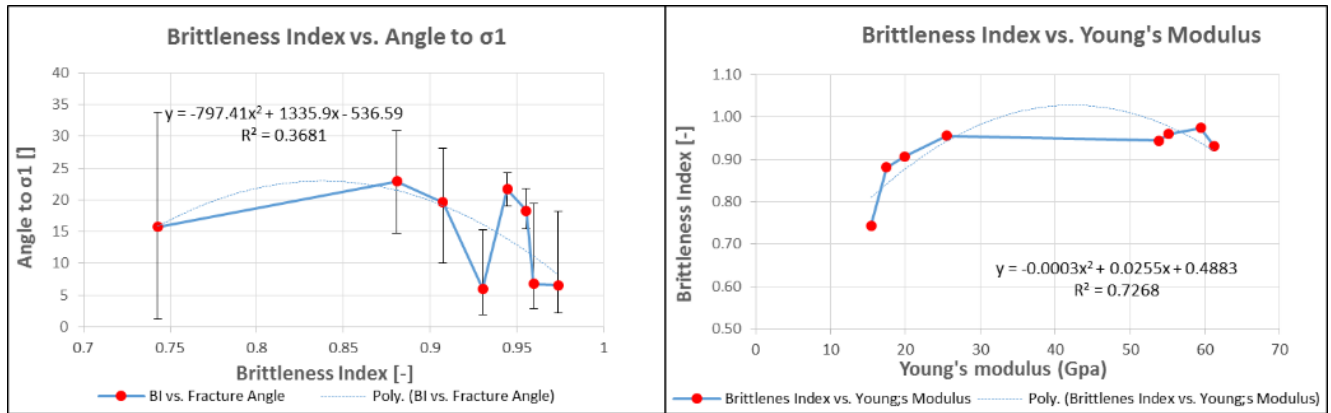 Brittleness Index vs. Angle to σ1
40
35
30
25
20
15
10
5
0
y = -797.41x² + 1335.9x - 536.59
R² = 0.3681
Angle to σ1 []
0.7 0.75 0.8 0.85 0.9 0.95 1
Brittleness Index [-]
BI vs. Fracture Angle Poly. (BI vs. Fracture Angle)
Brittleness Index vs. Young's Modulus
1.10
1.00
0.90
0.80
0.70
0.60
0.50
Brittleness Index [-]
y = -0.0003x² + 0.0255x + 0.4883
R² = 0.7268
0 10 20 30 40 50 60 70
Young's modulus (Gpa)
Brittlenes Index vs. Young;s Modulus Poly. (Brittlenes Index vs. Young;s Modulus)